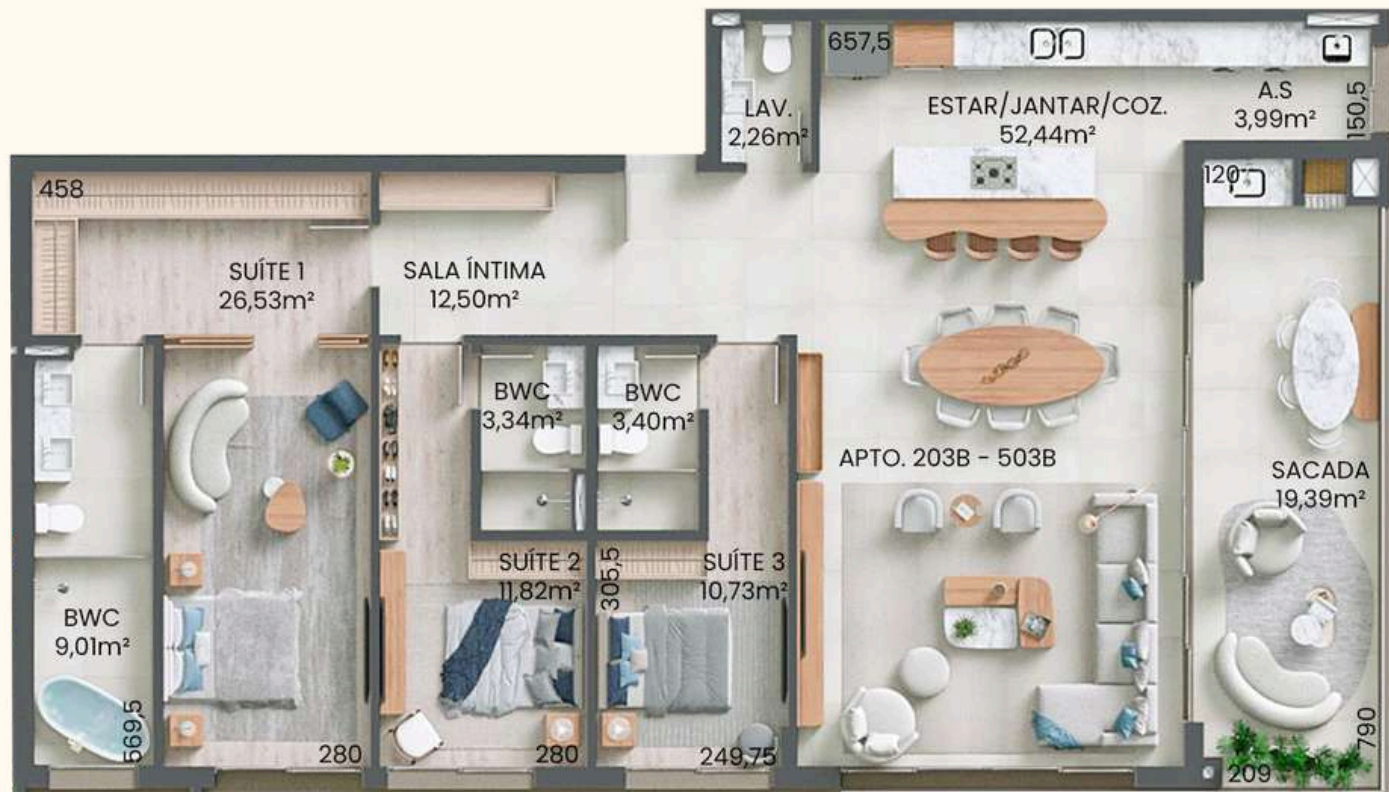 657,5
LAV.
2,26m²
ESTAR/JANTAR/COZ.
52,44m²
A.S
3,99m²
150,5
458
120
SUÍTE 1
26,53m²
SALA ÍNTIMA
12,50m²
BWC
3,34m²
BWC
3,40m²
APTO. 203B - 503B
SACADA
19,39m²
SUÍTE 2
11,82m²
305,5
SUÍTE 3
10,73m²
BWC
9,01m²
569,5
280
280
249,75
209
790